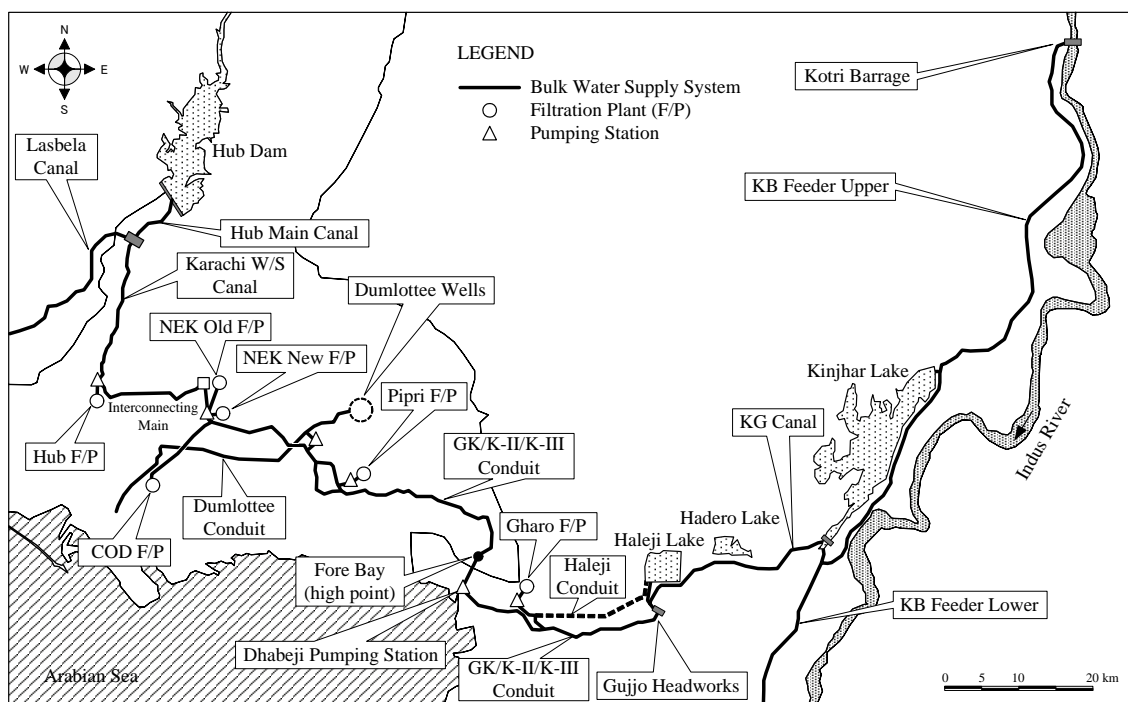 N
W
E
S
LEGEND
Bulk Water Supply System
Filtration Plant (F/P)
Pumping Station
Kotri Barrage
Lasbela
Canal
Hub Dam
KB Feeder Upper
Hub Main Canal
Karachi W/S
Canal
Dumlottee Wells
NEK Old F/P
NEK New F/P
Pipri F/P
Kinjhar Lake
Interconnecting
Main
KG Canal
Indus River
Hub F/P
GK/K-II/K-III
Conduit
Dumlottee
Conduit
Gharo F/P
Hadero Lake
Haleji Lake
COD F/P
Fore Bay
(high point)
Haleji
Conduit
KB Feeder Lower
Dhabeji Pumping Station
GK/K-II/K-III
Conduit
Gujjo Headworks
Arabian Sea
0 5 10 20 km